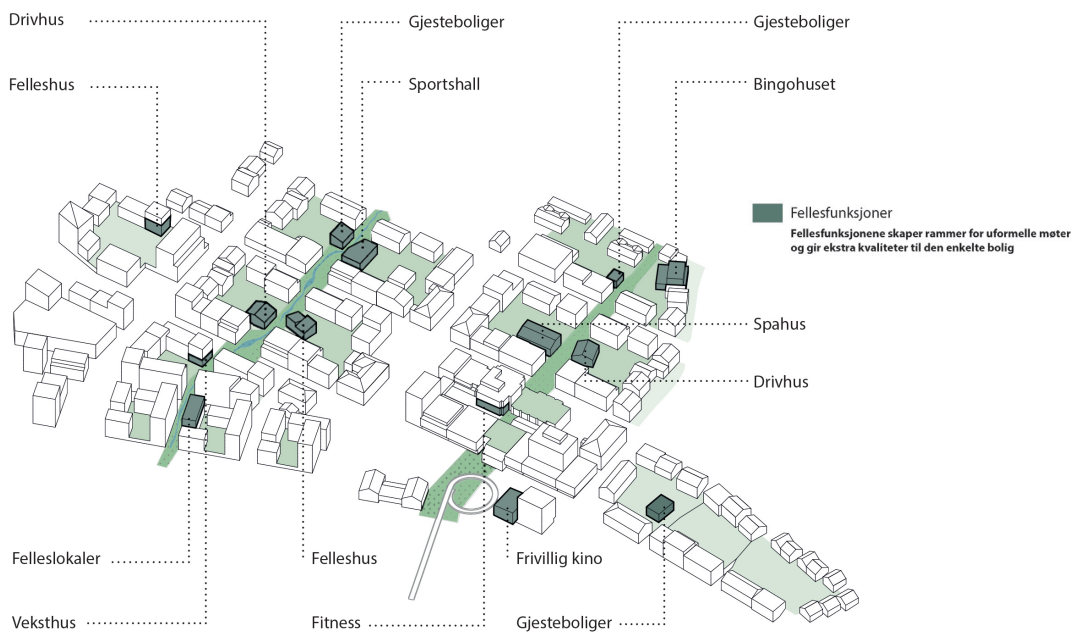 Drivhus
Gjesteboliger
Gjesteboliger
Felleshus
Sportshall
Bingohuset
Fellesfunksjoner
Fellesfunksjonene skaper rammer for uformelle møter
og gir ekstra kvaliteter til den enkelte bolig
Spahus
Drivhus
Felleslokaler
Felleshus
Frivillig kino
Veksthus
Fitness
Gjesteboliger